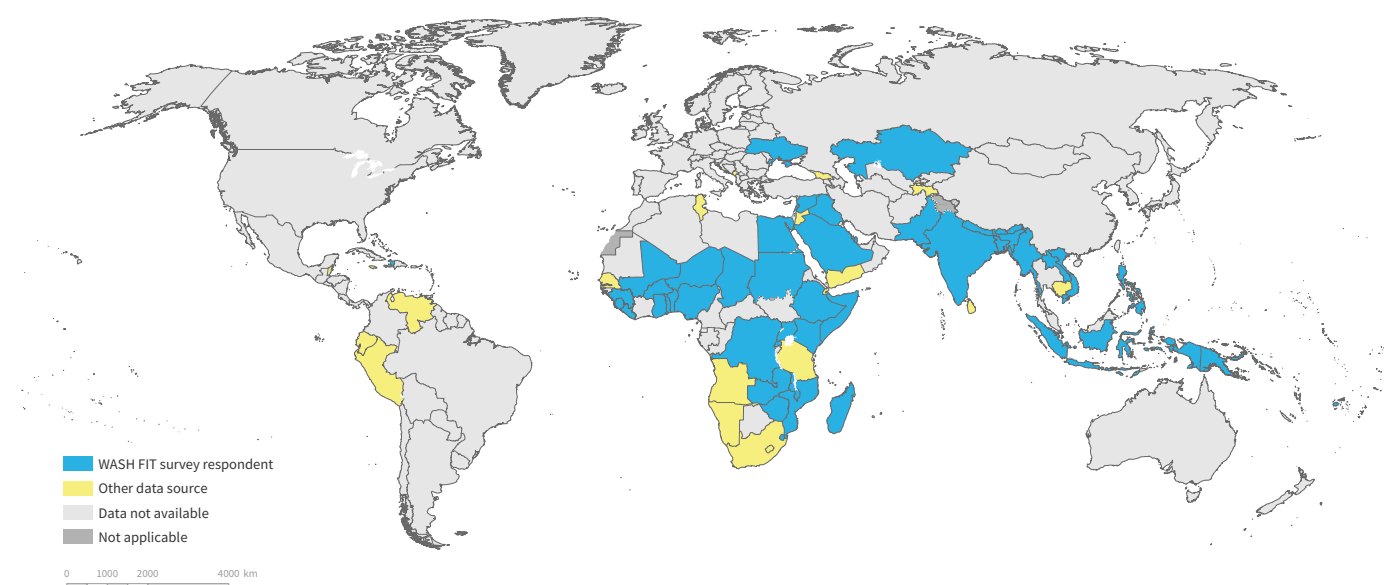 WASH FIT survey respondent
Other data source
Data not available
Not applicable
0 1000 2000 4000 km